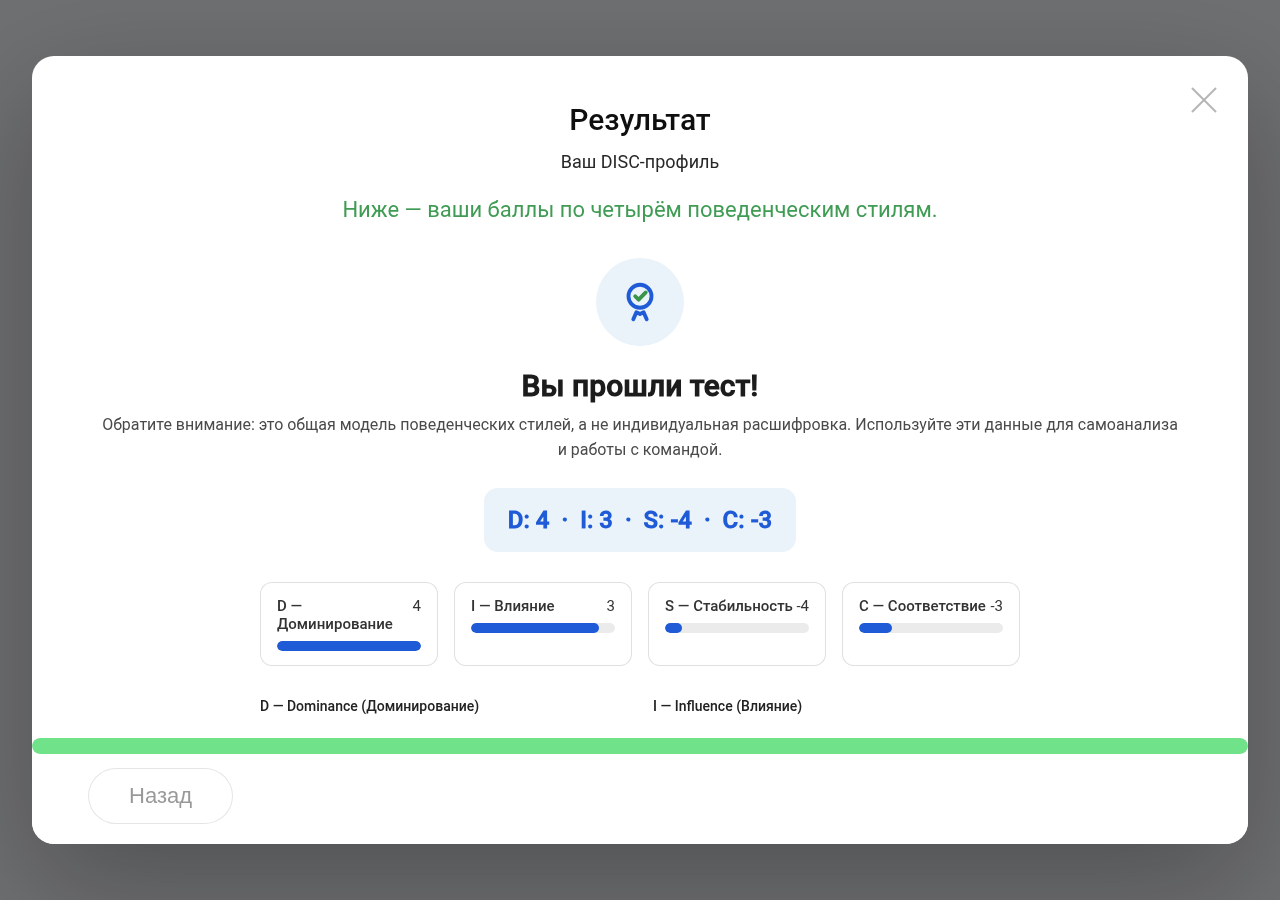 Результат
Ваш DISC-профиль
Ниже — ваши баллы по четырём поведенческим стилям.
Вы прошли тест!
Обратите внимание: это общая модель поведенческих стилей, а не индивидуальная расшифровка. Используйте эти данные для самоанализа
и работы с командой.
D: 4 · I: 3 · S: -4 · C: -3
D — 4
Доминирование
I — Влияние 3
S — Стабильность -4
C — Соответствие -3
D — Dominance (Доминирование)
I — Influence (Влияние)
Назад